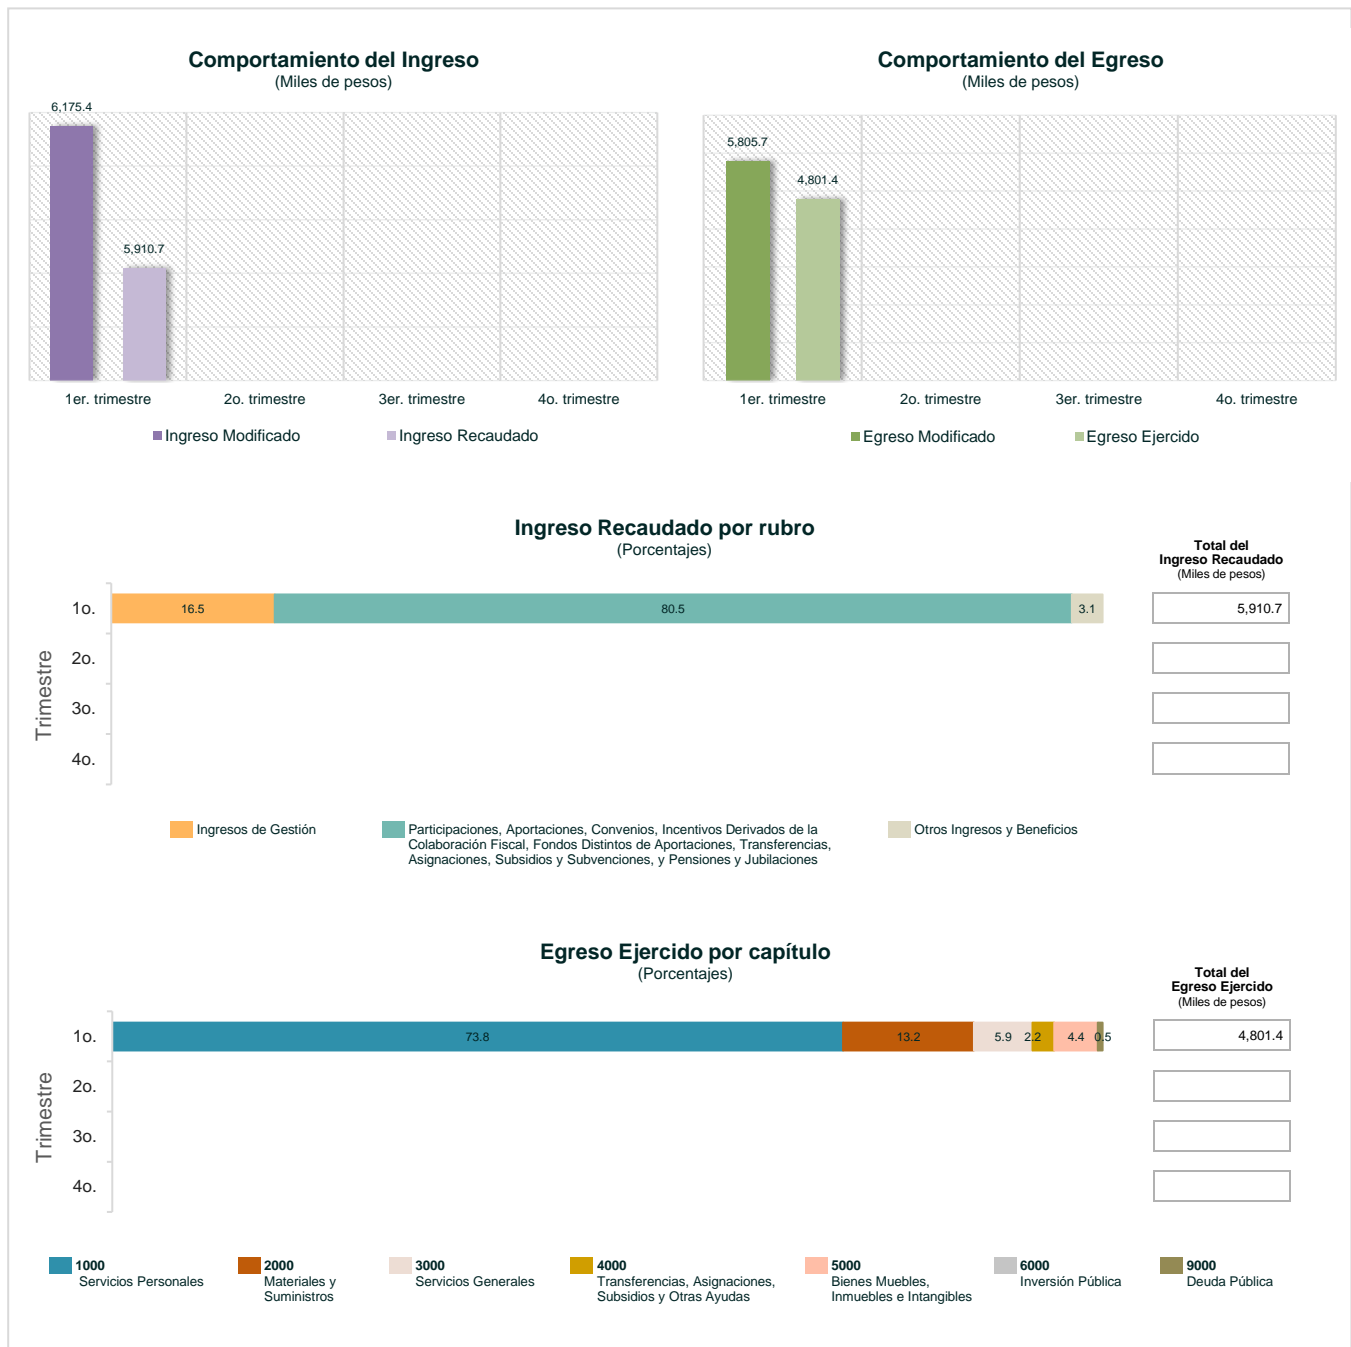 Comportamiento del Ingreso
(Miles de pesos)
6,175.4
5,910.7
1er. trimestre
2o. trimestre
3er. trimestre
4o. trimestre
Ingreso Modificado
Ingreso Recaudado
Comportamiento del Egreso
(Miles de pesos)
5,805.7
4,801.4
1er. trimestre
2o. trimestre
3er. trimestre
4o. trimestre
Egreso Modificado
Egreso Ejercido
Ingreso Recaudado por rubro
(Porcentajes)
Total del
Ingreso Recaudado
(Miles de pesos)
Trimestre
1o.
16.5
80.5
3.1
5,910.7
2o.
3o.
4o.
Ingresos de Gestión
Participaciones, Aportaciones, Convenios, Incentivos Derivados de la
Colaboración Fiscal, Fondos Distintos de Aportaciones, Transferencias,
Asignaciones, Subsidios y Subvenciones, y Pensiones y Jubilaciones
Otros Ingresos y Beneficios
Egreso Ejercido por capítulo
(Porcentajes)
Total del
Egreso Ejercido
(Miles de pesos)
Trimestre
1o.
73.8
13.2
5.9
2.2
4.4
0.5
4,801.4
2o.
3o.
4o.
1000
Servicios Personales
2000
Materiales y
Suministros
3000
Servicios Generales
4000
Transferencias, Asignaciones,
Subsidios y Otras Ayudas
5000
Bienes Muebles,
Inmuebles e Intangibles
6000
Inversión Pública
9000
Deuda Pública